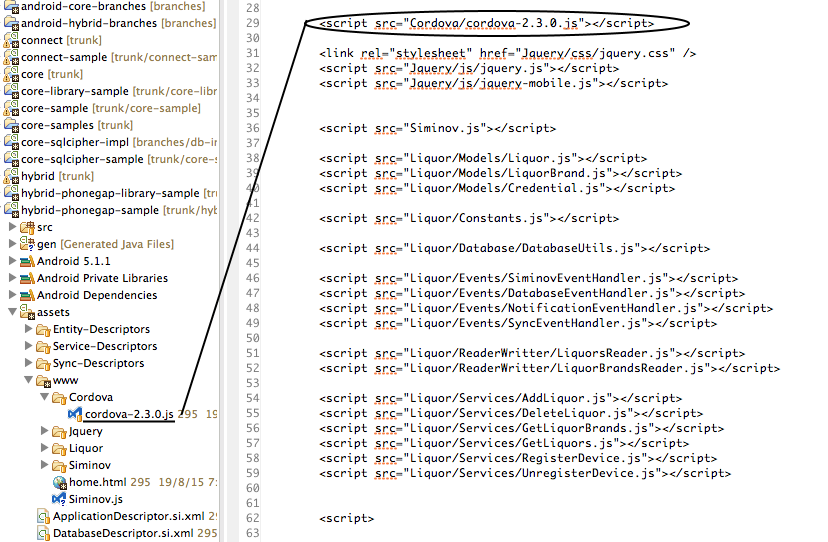 android-core-branches [branches]
android-hybrid-branches [branches]
connect [trunk]
connect-sample [trunk/connect-sam
core [trunk]
core-library-sample [trunk/core-libr
core-sample [trunk/core-sample]
core-samples [trunk]
core-sqlcipher-impl [branches/db-in
core-sqlcipher-sample [trunk/core-s
hybrid [trunk]
hybrid-phonegap-library-sample [tru
hybrid-phonegap-sample [trunk/hyb
src
gen [Generated Java Files]
Android 5.1.1
Android Private Libraries
Android Dependencies
assets
Entity-Descriptors
Service-Descriptors
Sync-Descriptors
www
Cordova
cordova-2.3.0.js 295 19
Jquery
Liquor
Siminov
home.html 295 19/8/15 7:
Siminov.js
ApplicationDescriptor.si.xml 29
DatabaseDescriptor.si.xml 295
28
29 <script src="Cordova/cordova-2.3.0.js"></script>
30
31 <link rel="stylesheet" href="Jquery/css/jquery.css" />
32 <script src="Jquery/js/jquery.js"></script>
33 <script src="Jquery/js/jquery-mobile.js"></script>
34
35
36 <script src="Siminov.js"></script>
37
38 <script src="Liquor/Models/Liquor.js"></script>
39 <script src="Liquor/Models/LiquorBrand.js"></script>
40 <script src="Liquor/Models/Credential.js"></script>
41
42 <script src="Liquor/Constants.js"></script>
43
44 <script src="Liquor/Database/DatabaseUtils.js"></script>
45
46 <script src="Liquor/Events/SiminovEventHandler.js"></script>
47 <script src="Liquor/Events/DatabaseEventHandler.js"></script>
48 <script src="Liquor/Events/NotificationEventHandler.js"></script>
49 <script src="Liquor/Events/SyncEventHandler.js"></script>
50
51 <script src="Liquor/ReaderWritter/LiquorsReader.js"></script>
52 <script src="Liquor/ReaderWritter/LiquorBrandsReader.js"></script>
53
54 <script src="Liquor/Services/AddLiquor.js"></script>
55 <script src="Liquor/Services/DeleteLiquor.js"></script>
56 <script src="Liquor/Services/GetLiquorBrands.js"></script>
57 <script src="Liquor/Services/GetLiquors.js"></script>
58 <script src="Liquor/Services/RegisterDevice.js"></script>
59 <script src="Liquor/Services/UnregisterDevice.js"></script>
60
61
62 <script>
63